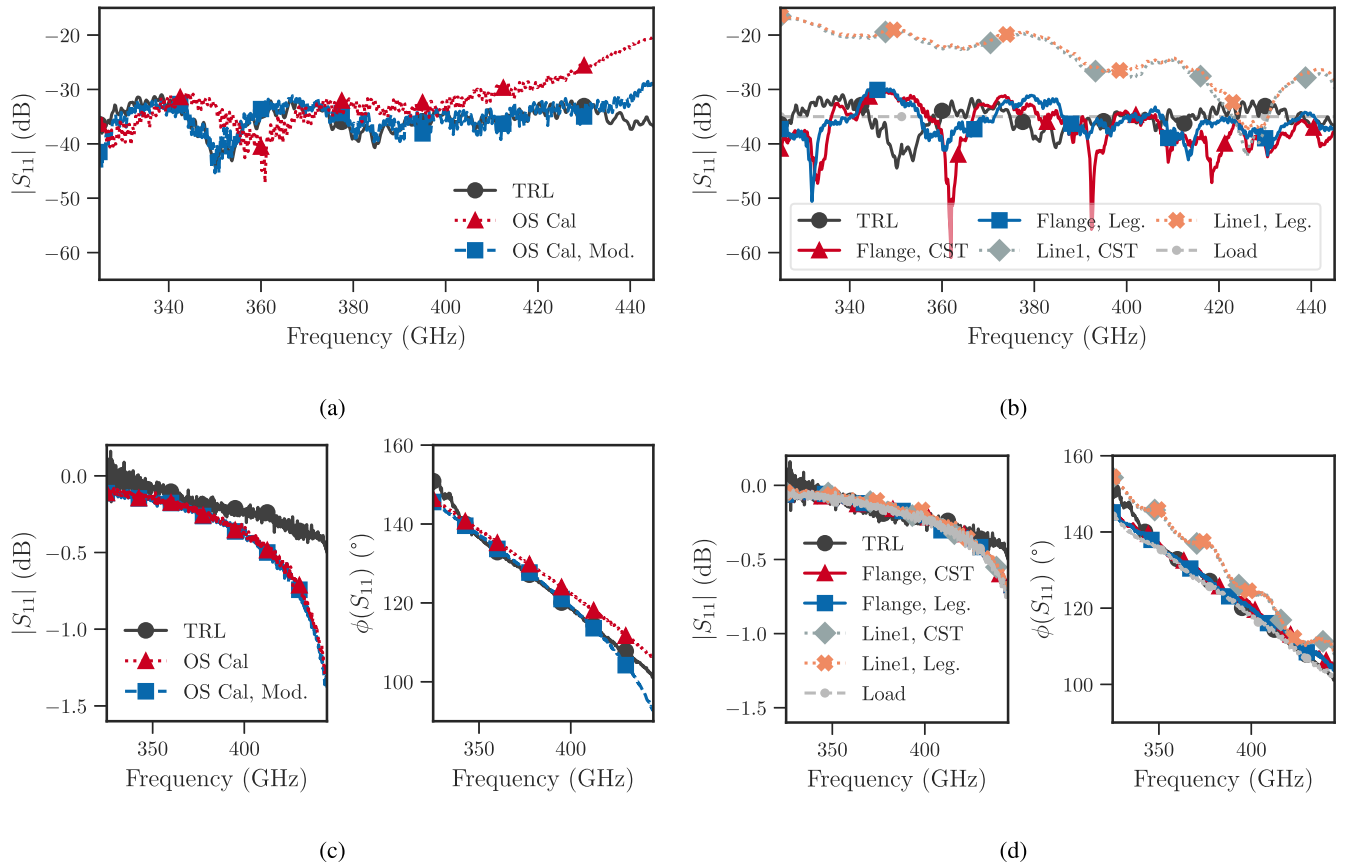 |S₁₁| (dB)
−20
−30
−40
−50
−60
TRL
OS Cal
OS Cal, Mod.
340 360 380 400 420 440
Frequency (GHz)
(a)
|S₁₁| (dB)
−20
−30
−40
−50
−60
TRL
Flange, CST
Flange, Leg.
Line1, CST
Line1, Leg.
Load
340 360 380 400 420 440
Frequency (GHz)
(b)
|S₁₁| (dB)
0.0
−0.5
−1.0
−1.5
TRL
OS Cal
OS Cal, Mod.
350 400
Frequency (GHz)
ϕ(S₁₁) (°)
160
140
120
100
350 400
Frequency (GHz)
(c)
|S₁₁| (dB)
0.0
−0.5
−1.0
−1.5
TRL
Flange, CST
Flange, Leg.
Line1, CST
Line1, Leg.
Load
350 400
Frequency (GHz)
ϕ(S₁₁) (°)
160
140
120
100
350 400
Frequency (GHz)
(d)